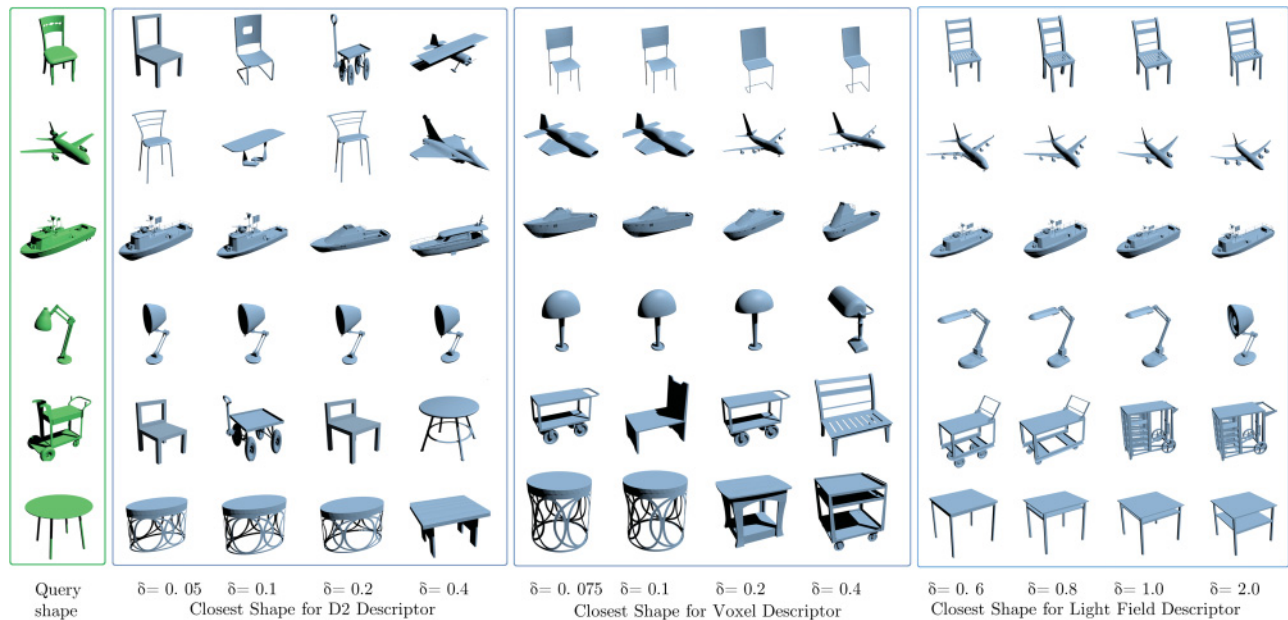 Query shape
δ= 0. 05 δ= 0.1 δ= 0.2 δ= 0.4
Closest Shape for D2 Descriptor
δ= 0. 075 δ= 0.1 δ= 0.2 δ= 0.4
Closest Shape for Voxel Descriptor
δ= 0. 6 δ= 0.8 δ= 1.0 δ= 2.0
Closest Shape for Light Field Descriptor